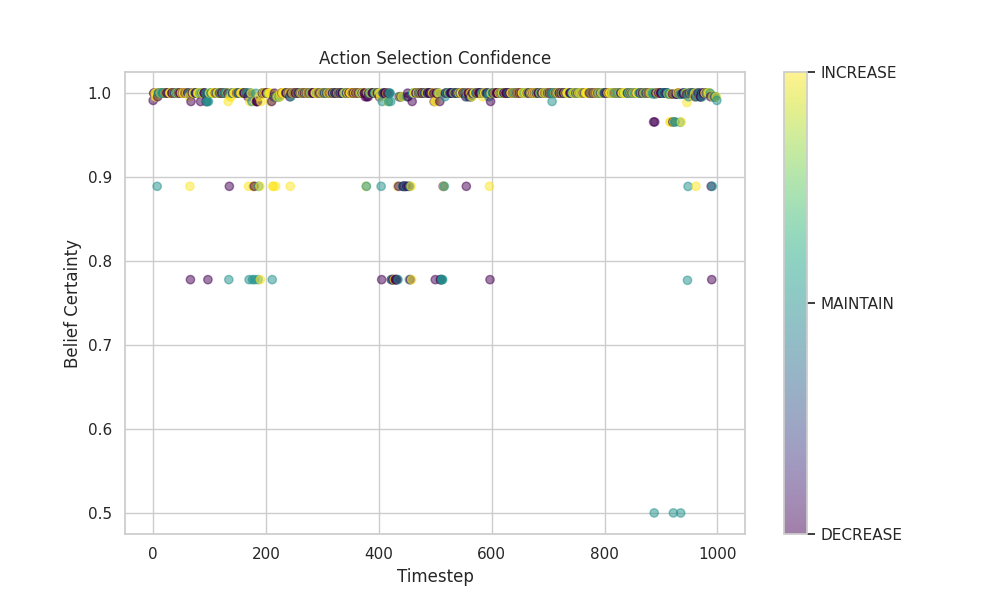 Action Selection Confidence
Belief Certainty
1.0
0.9
0.8
0.7
0.6
0.5
0
200
400
600
800
1000
Timestep
INCREASE
MAINTAIN
DECREASE